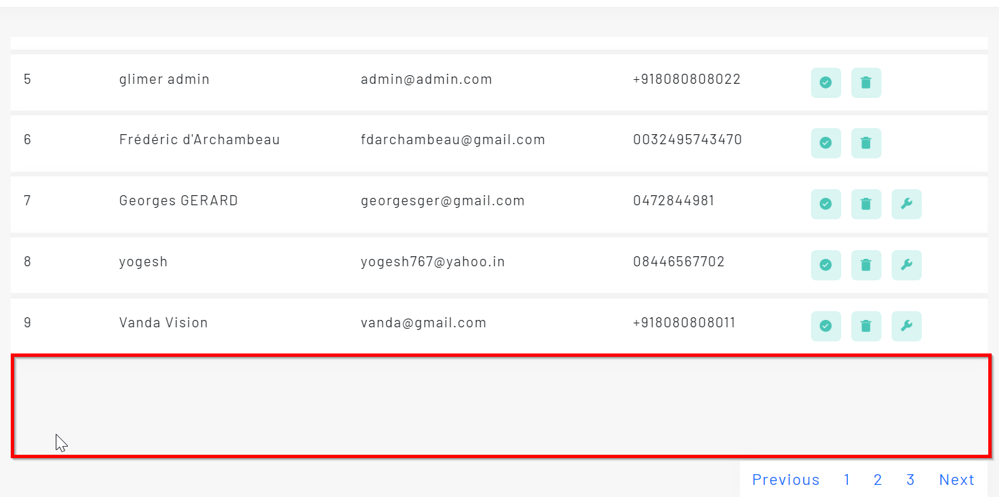 5 glimer admin admin@admin.com +918080808022
6 Frédéric d'Archambeau fdarchambeau@gmail.com 0032495743470
7 Georges GERARD georgesger@gmail.com 0472844981
8 yogesh yogesh767@yahoo.in 08446567702
9 Vanda Vision vanda@gmail.com +918080808011
Previous 1 2 3 Next